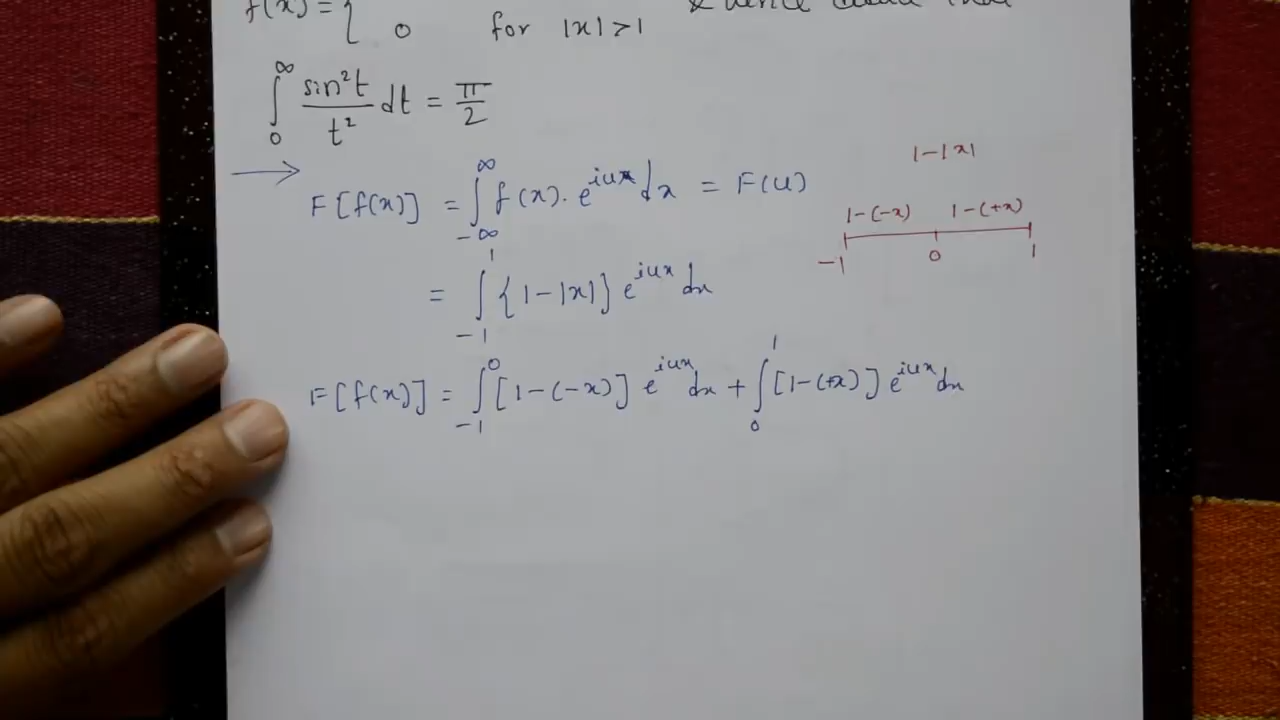 f(x) = {
0 for |x| > 1
∫₀^∞ sin²t / t² dt = π/2
→
F[f(x)] = ∫_{-∞}^{∞} f(x). e^{iux} dx = F(u)
= ∫_{-1}^{1} {1-|x|} e^{iux} dx
F[f(x)] = ∫_{-1}^{0} [1-(-x)] e^{iux} dx + ∫_{0}^{1} [1-(+x)] e^{iux} dx
1-|x|
1-(-x) 1-(+x)
-1 0 1